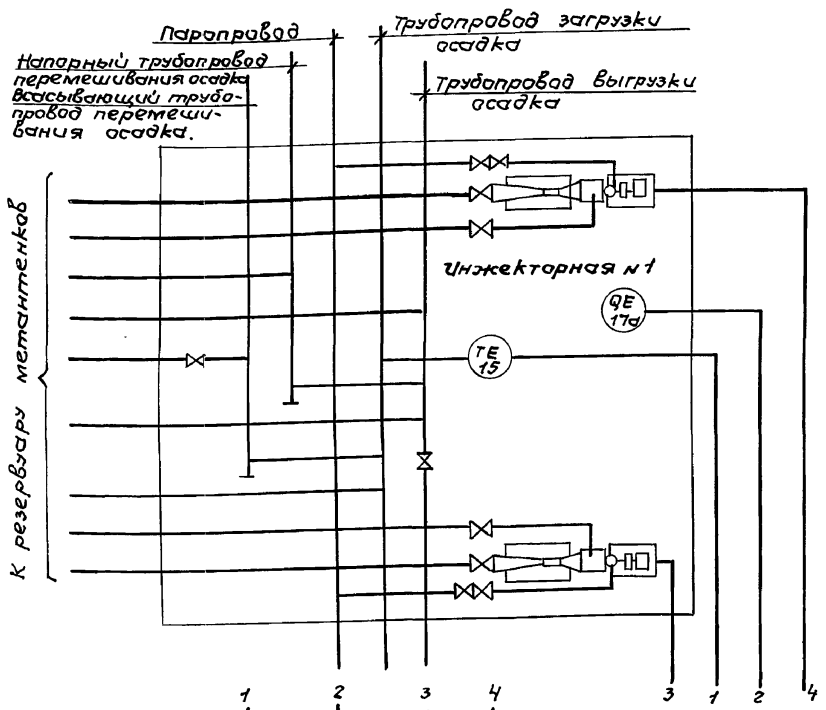 Паропровод
Трубопровод загрузки
осадка
Напорный трубопровод
перемешивания осадка
Всасывающий трубо-
провод перемеши-
вания осадка.
Трубопровод выгрузки
осадка
К резервуару метантенков
Инжекторная №1
QE
17а
TE
15
1 2 3 4 3 1 2 4